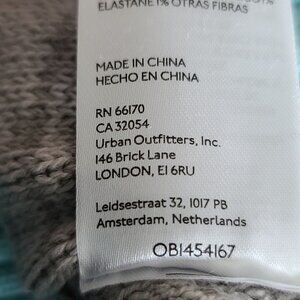 ELASTANE 1% OTRAS FIBRAS
MADE IN CHINA
HECHO EN CHINA
RN 66170
CA 32054
Urban Outfitters, Inc.
146 Brick Lane
LONDON, E1 6RU
Leidsestraat 32, 1017 PB
Amsterdam, Netherlands
OB1454167